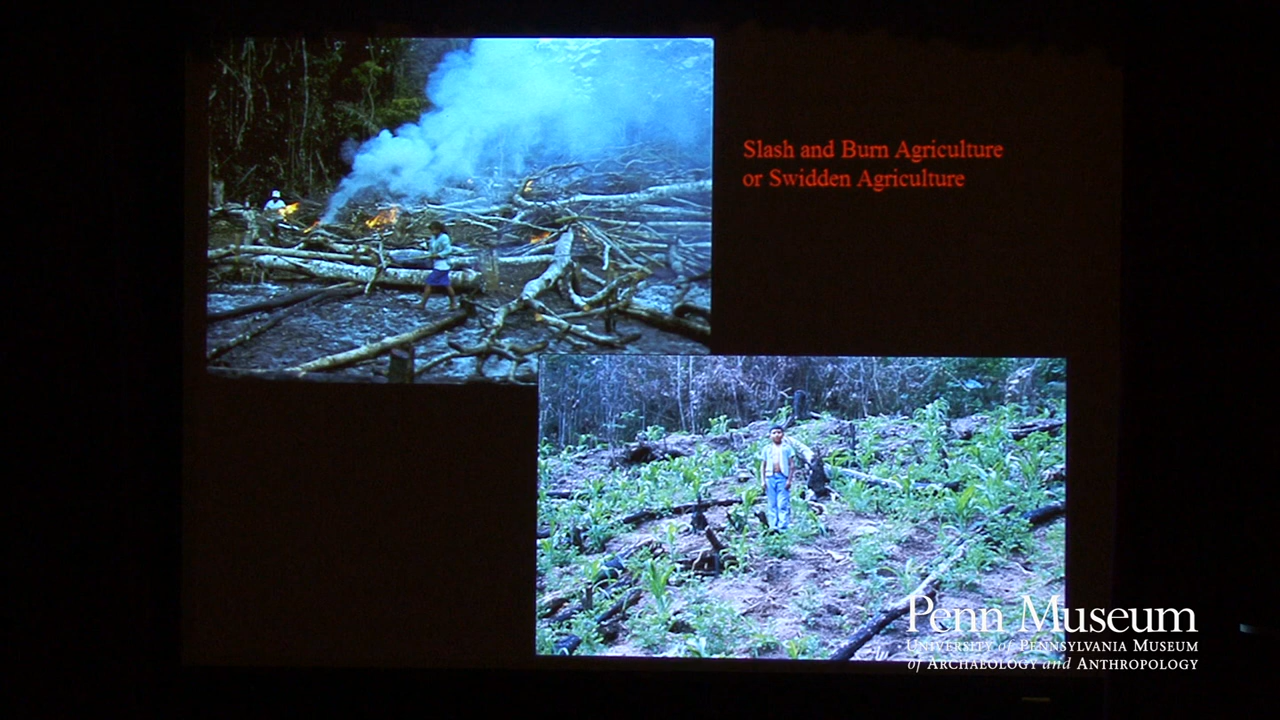 Slash and Burn Agriculture
or Swidden Agriculture
Penn Museum
University of Pennsylvania Museum
of Archaeology and Anthropology